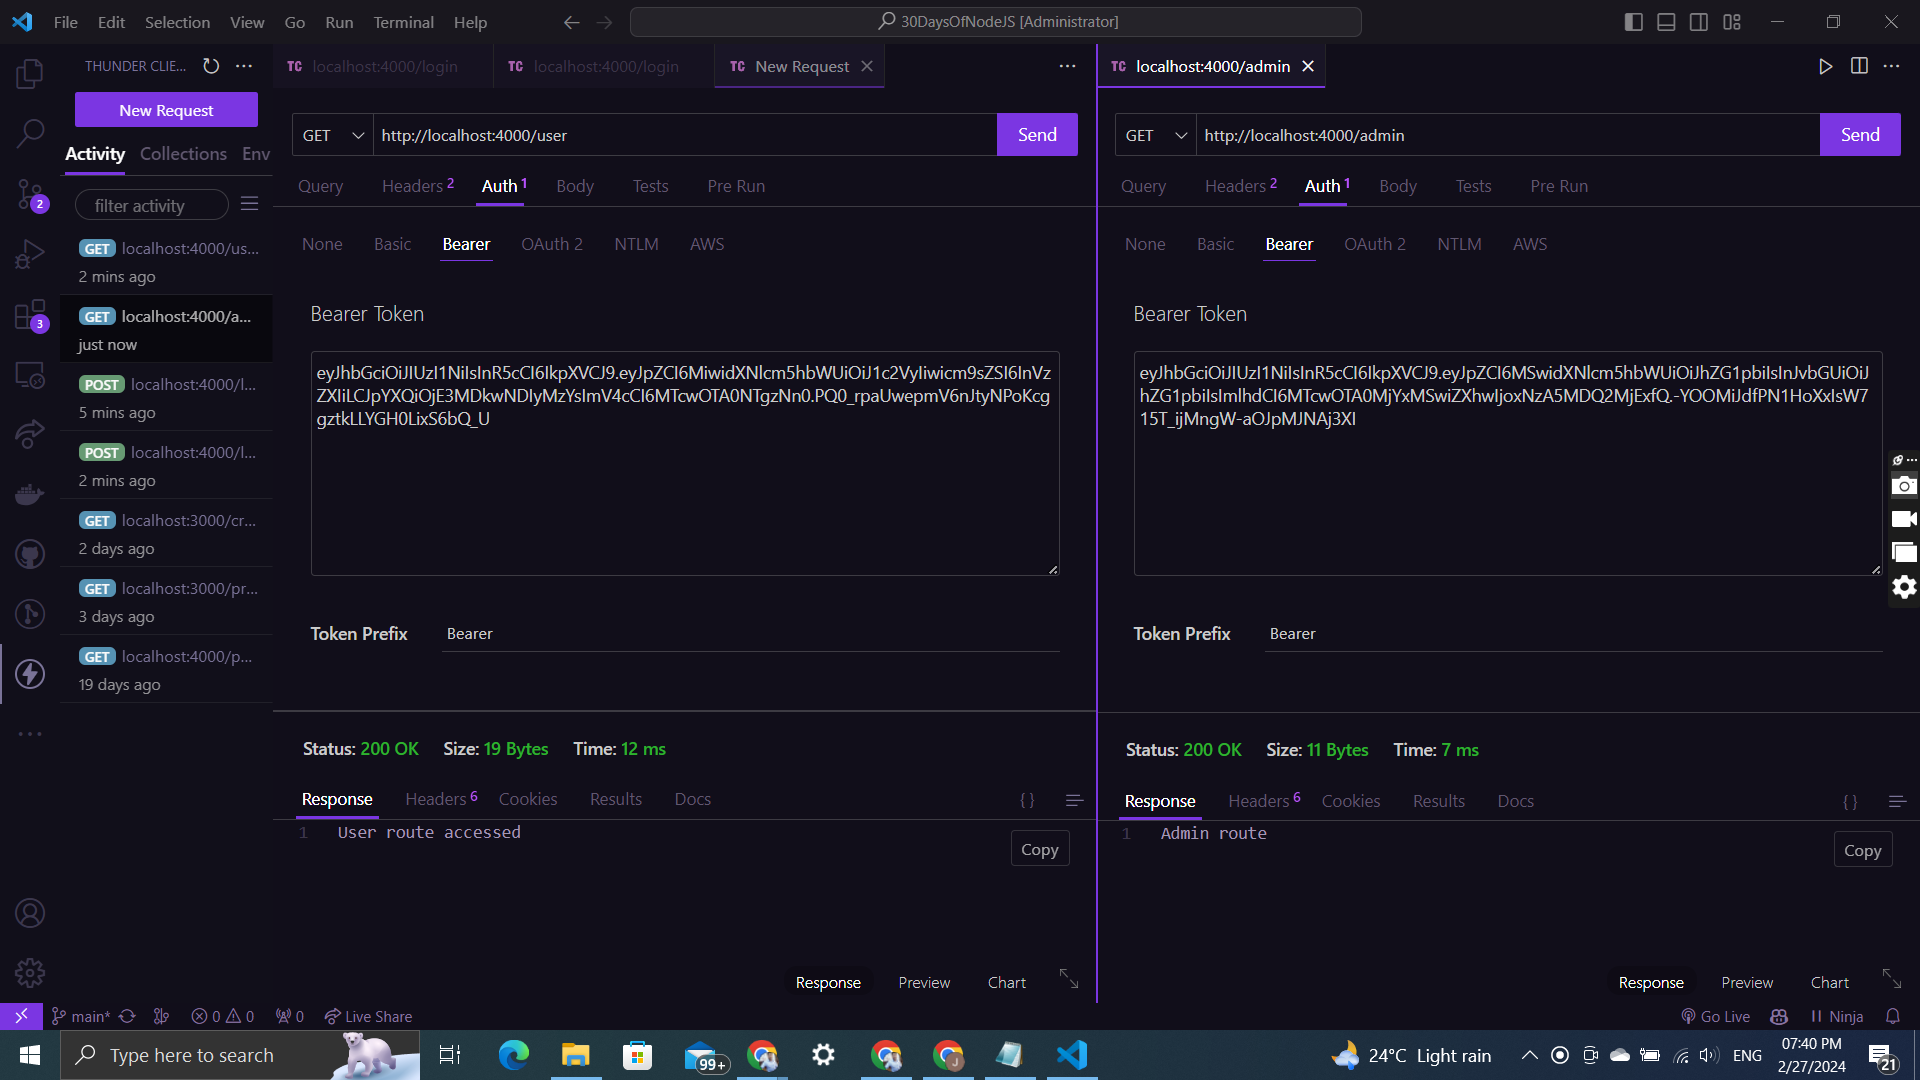 File Edit Selection View Go Run Terminal Help
30DaysOfNodeJS [Administrator]
THUNDER CLIE...
New Request
Activity Collections Env
filter activity
GET localhost:4000/us...
2 mins ago
GET localhost:4000/a...
just now
POST localhost:4000/l...
5 mins ago
POST localhost:4000/l...
2 mins ago
GET localhost:3000/cr...
2 days ago
GET localhost:3000/pr...
3 days ago
GET localhost:4000/p...
19 days ago
2
3
TC localhost:4000/login TC localhost:4000/login TC New Request
GET http://localhost:4000/user Send
Query Headers 2 Auth 1 Body Tests Pre Run
None Basic Bearer OAuth 2 NTLM AWS
Bearer Token
eyJhbGciOiJIUzI1NiIsInR5cCI6IkpXVCJ9.eyJpZCI6MiwidXNlcm5hbWUiOiJ1c2VyIiwicm9sZSI6InVz
ZXIiLCJpYXQiOjE3MDkwNDIyMzYsImV4cCI6MTcwOTA0NTgzNn0.PQ0_rpaUwepmV6nJtyNPoKcg
gztkLLYGH0LixS6bQ_U
Token Prefix Bearer
Status: 200 OK Size: 19 Bytes Time: 12 ms
Response Headers 6 Cookies Results Docs { }
1 User route accessed
Copy
Response Preview Chart
TC localhost:4000/admin
GET http://localhost:4000/admin Send
Query Headers 2 Auth 1 Body Tests Pre Run
None Basic Bearer OAuth 2 NTLM AWS
Bearer Token
eyJhbGciOiJIUzI1NiIsInR5cCI6IkpXVCJ9.eyJpZCI6MSwidXNlcm5hbWUiOiJhZG1pbiIsInJvbGUiOiJ
hZG1pbiIsImlhdCI6MTcwOTA0MjYxMSwiZXhwIjoxNzA5MDQ2MjExfQ.-YOOMiJdfPN1HoXxIsW7
15T_ijMngW-aOJpMJNAj3XI
Token Prefix Bearer
Status: 200 OK Size: 11 Bytes Time: 7 ms
Response Headers 6 Cookies Results Docs { }
1 Admin route
Copy
Response Preview Chart
main* 0 0 0 Live Share Go Live Ninja
Type here to search 99+ 24°C Light rain ENG
07:40 PM
2/27/2024
21